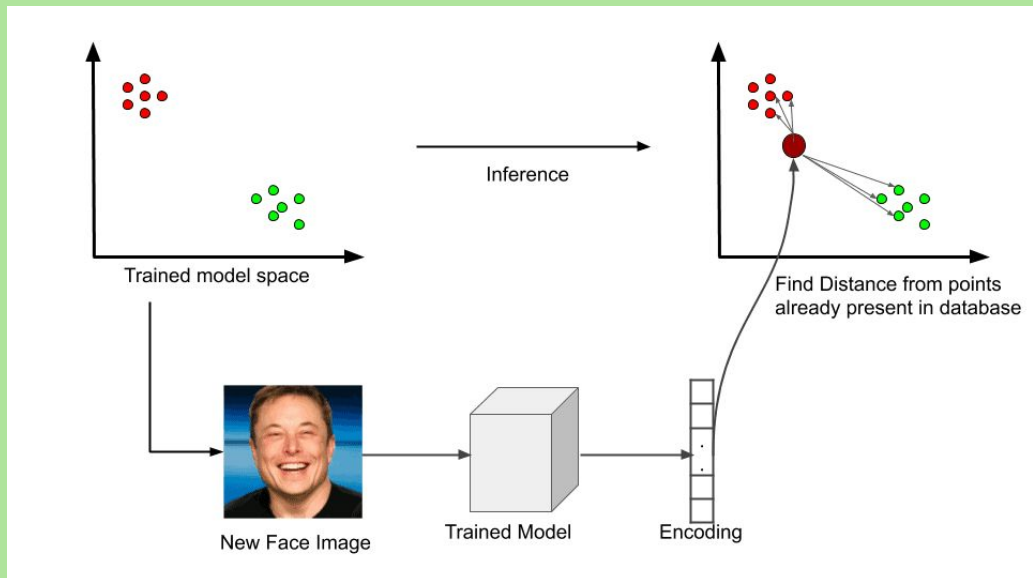 Inference
Trained model space
Find Distance from points
already present in database
New Face Image
Trained Model
Encoding